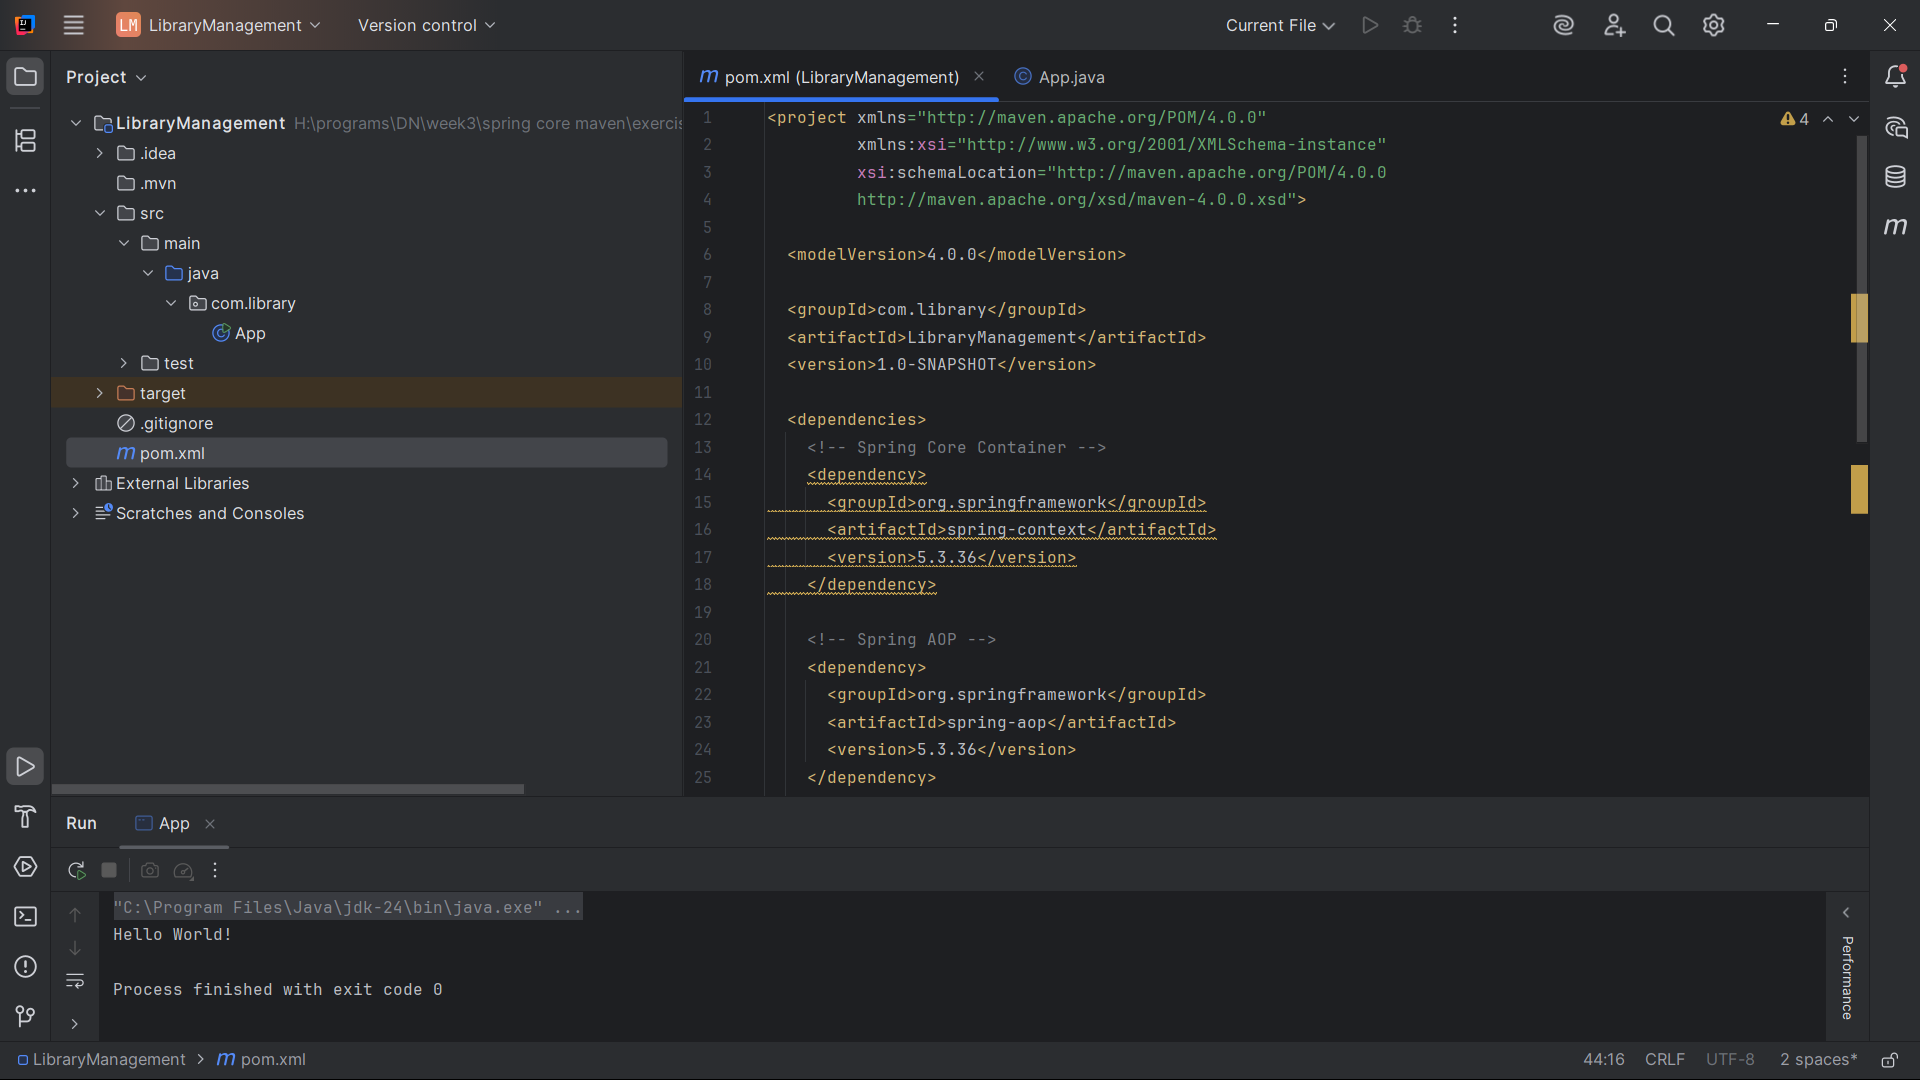 LM LibraryManagement Version control Current File
Project
LibraryManagement H:\programs\DN\week3\spring core maven\exercis
.idea
.mvn
src
main
java
com.library
App
test
target
.gitignore
pom.xml
External Libraries
Scratches and Consoles
pom.xml (LibraryManagement) App.java
4
1 <project xmlns="http://maven.apache.org/POM/4.0.0"
2 xmlns:xsi="http://www.w3.org/2001/XMLSchema-instance"
3 xsi:schemaLocation="http://maven.apache.org/POM/4.0.0
4 http://maven.apache.org/xsd/maven-4.0.0.xsd">
5
6 <modelVersion>4.0.0</modelVersion>
7
8 <groupId>com.library</groupId>
9 <artifactId>LibraryManagement</artifactId>
10 <version>1.0-SNAPSHOT</version>
11
12 <dependencies>
13 <!-- Spring Core Container -->
14 <dependency>
15 <groupId>org.springframework</groupId>
16 <artifactId>spring-context</artifactId>
17 <version>5.3.36</version>
18 </dependency>
19
20 <!-- Spring AOP -->
21 <dependency>
22 <groupId>org.springframework</groupId>
23 <artifactId>spring-aop</artifactId>
24 <version>5.3.36</version>
25 </dependency>
Run App
"C:\Program Files\Java\jdk-24\bin\java.exe" ...
Hello World!
Process finished with exit code 0
Performance
LibraryManagement > pom.xml 44:16 CRLF UTF-8 2 spaces*